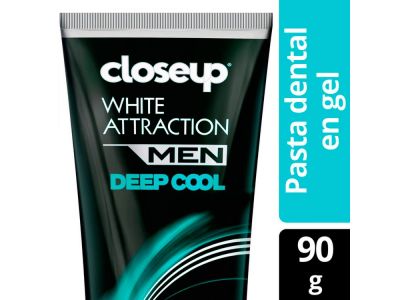 closeup®
WHITE
ATTRACTION
MEN
DEEP COOL
Pasta dental
en gel
90
g